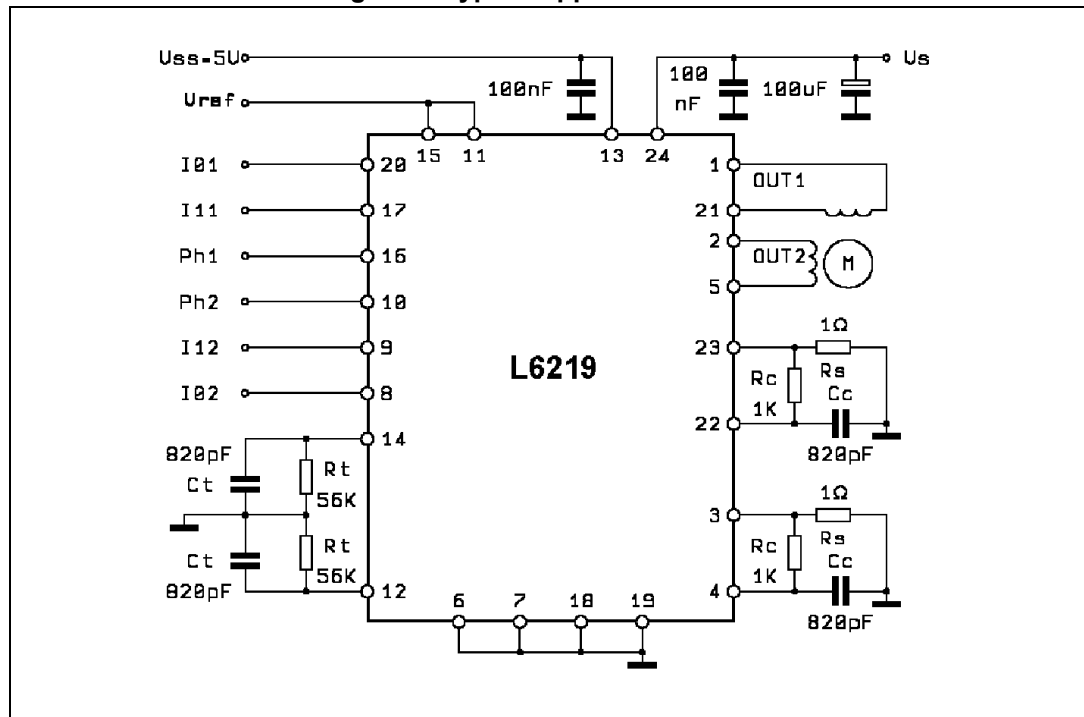 Vss=5V
100nF
100
nF
100uF
Vs
Vref
15
11
13
24
I01
20
1
OUT1
I11
17
21
Ph1
16
2
OUT2
M
Ph2
10
5
I12
9
23
1Ω
Rs
L6219
I02
8
Rc
1K
22
Cc
820pF
14
820pF
Ct
Rt
56K
3
1Ω
Rs
Ct
820pF
Rt
56K
12
Rc
1K
4
Cc
820pF
6
7
18
19